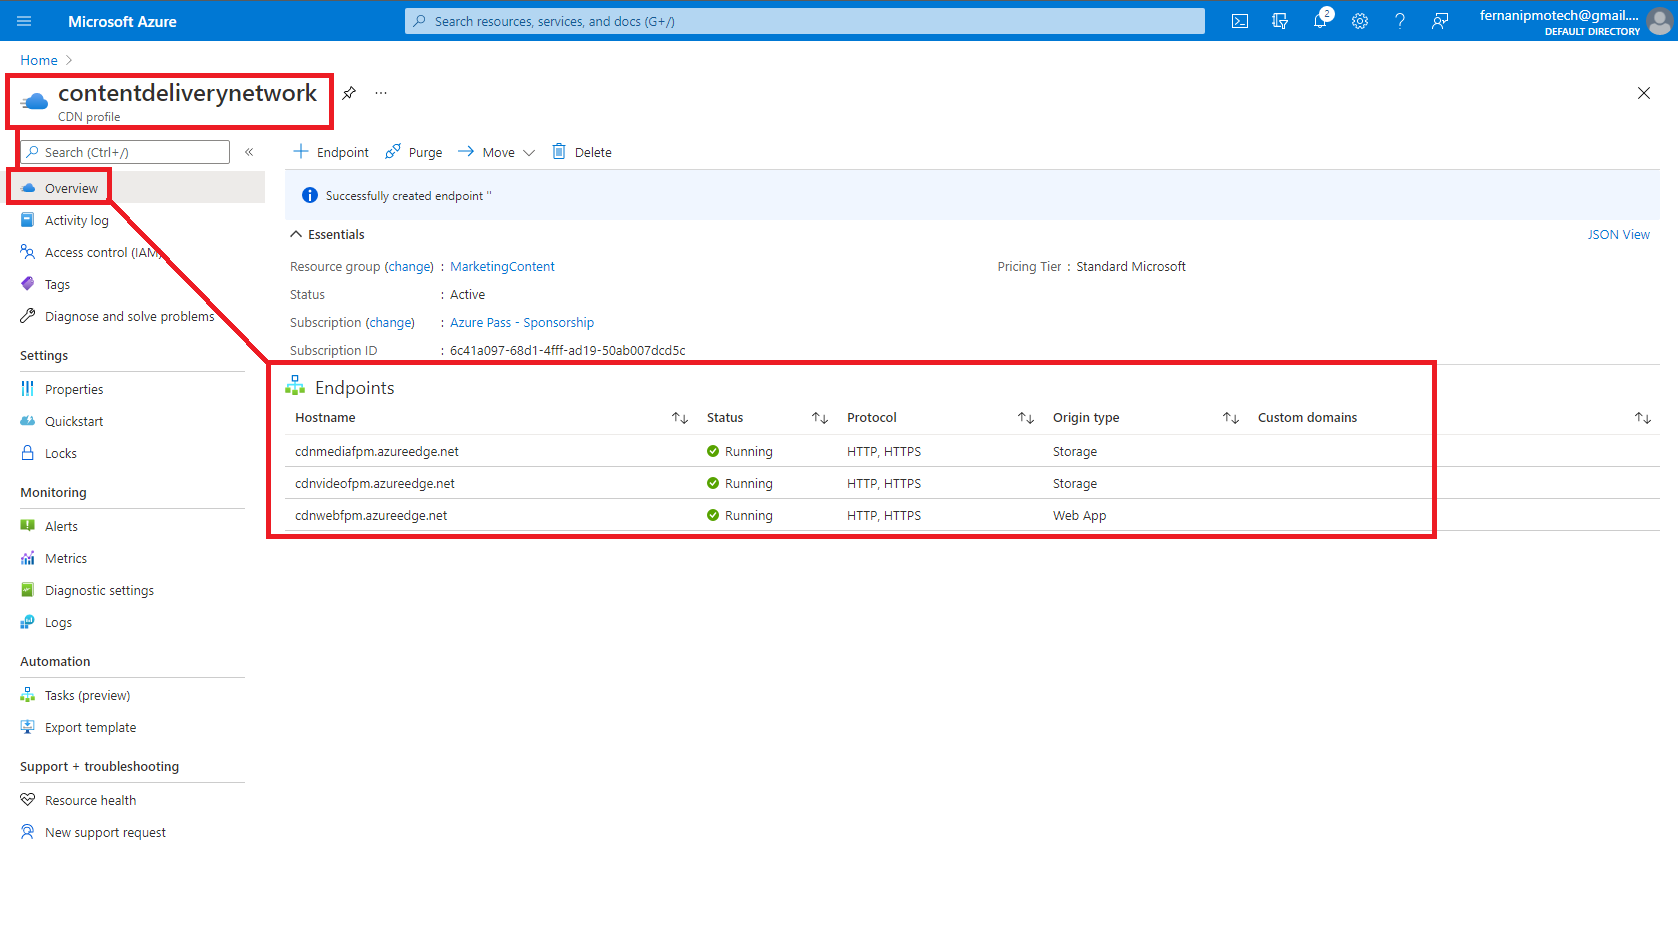 Microsoft Azure
Search resources, services, and docs (G+/)
2
fernanipmotech@gmail....
DEFAULT DIRECTORY
Home
contentdeliverynetwork
CDN profile
Search (Ctrl+/)
Overview
Activity log
Access control (IAM)
Tags
Diagnose and solve problems
Settings
Properties
Quickstart
Locks
Monitoring
Alerts
Metrics
Diagnostic settings
Logs
Automation
Tasks (preview)
Export template
Support + troubleshooting
Resource health
New support request
Endpoint Purge Move Delete
Successfully created endpoint ''
Essentials
JSON View
Resource group (change) : MarketingContent
Pricing Tier : Standard Microsoft
Status : Active
Subscription (change) : Azure Pass - Sponsorship
Subscription ID : 6c41a097-68d1-4fff-ad19-50ab007dcd5c
Endpoints
Hostname Status Protocol Origin type Custom domains
cdnmediafpm.azureedge.net Running HTTP, HTTPS Storage
cdnvideofpm.azureedge.net Running HTTP, HTTPS Storage
cdnwebfpm.azureedge.net Running HTTP, HTTPS Web App